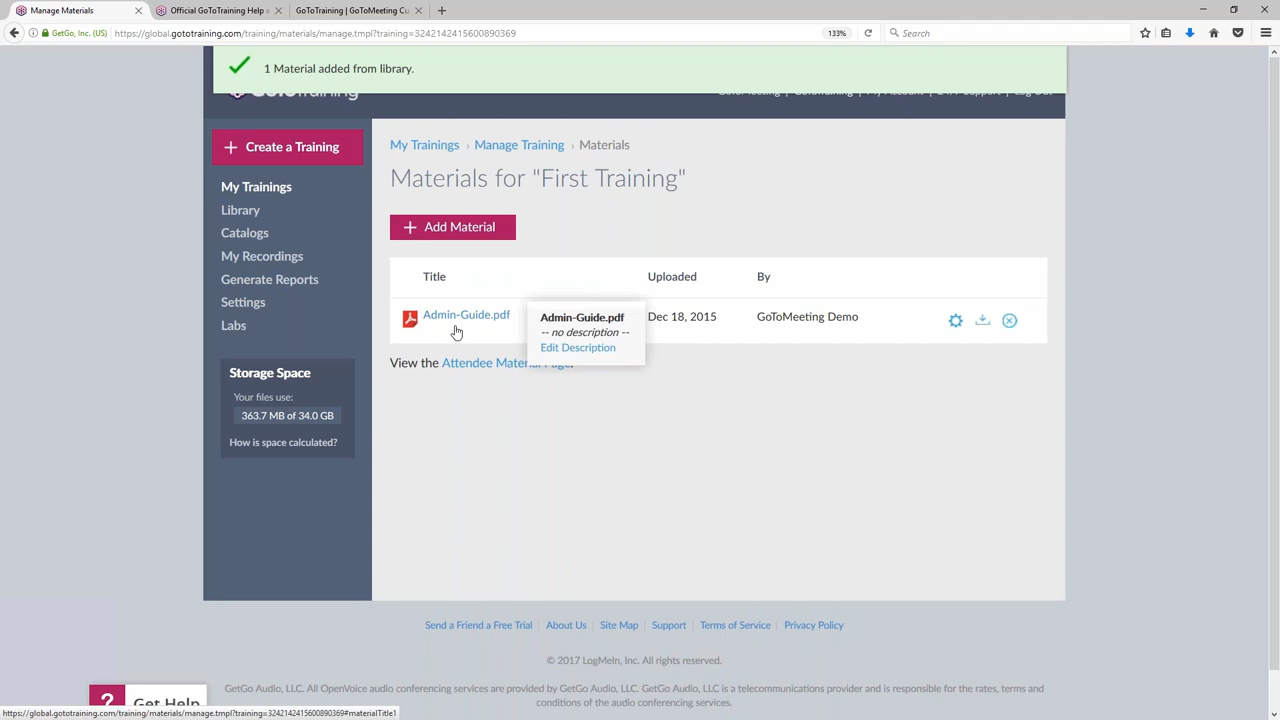 Manage Materials
Official GoToTraining Help
GoToTraining | GoToMeeting Cu
GetGo, Inc. (US)
https://global.gototraining.com/training/materials/manage.tmpl?training=3242142415600890369
133%
Search
1 Material added from library.
GoToTraining
GoToMeeting
GoToTraining
My Account
24/7 Support
Log Out
Create a Training
My Trainings
Library
Catalogs
My Recordings
Generate Reports
Settings
Labs
Storage Space
Your files use:
363.7 MB of 34.0 GB
How is space calculated?
My Trainings › Manage Training › Materials
Materials for "First Training"
Add Material
Title Uploaded By
Admin-Guide.pdf Dec 18, 2015 GoToMeeting Demo
Admin-Guide.pdf
-- no description --
Edit Description
View the Attendee Material Page.
Send a Friend a Free Trial | About Us | Site Map | Support | Terms of Service | Privacy Policy
© 2017 LogMeIn, Inc. All rights reserved.
GetGo Audio, LLC. All OpenVoice audio conferencing services are provided by GetGo Audio, LLC. GetGo Audio, LLC is a telecommunications provider and is responsible for the rates, terms and
conditions of the audio conferencing services.
? Get Help
https://global.gototraining.com/training/materials/manage.tmpl?training=3242142415600890369#materialTitle1